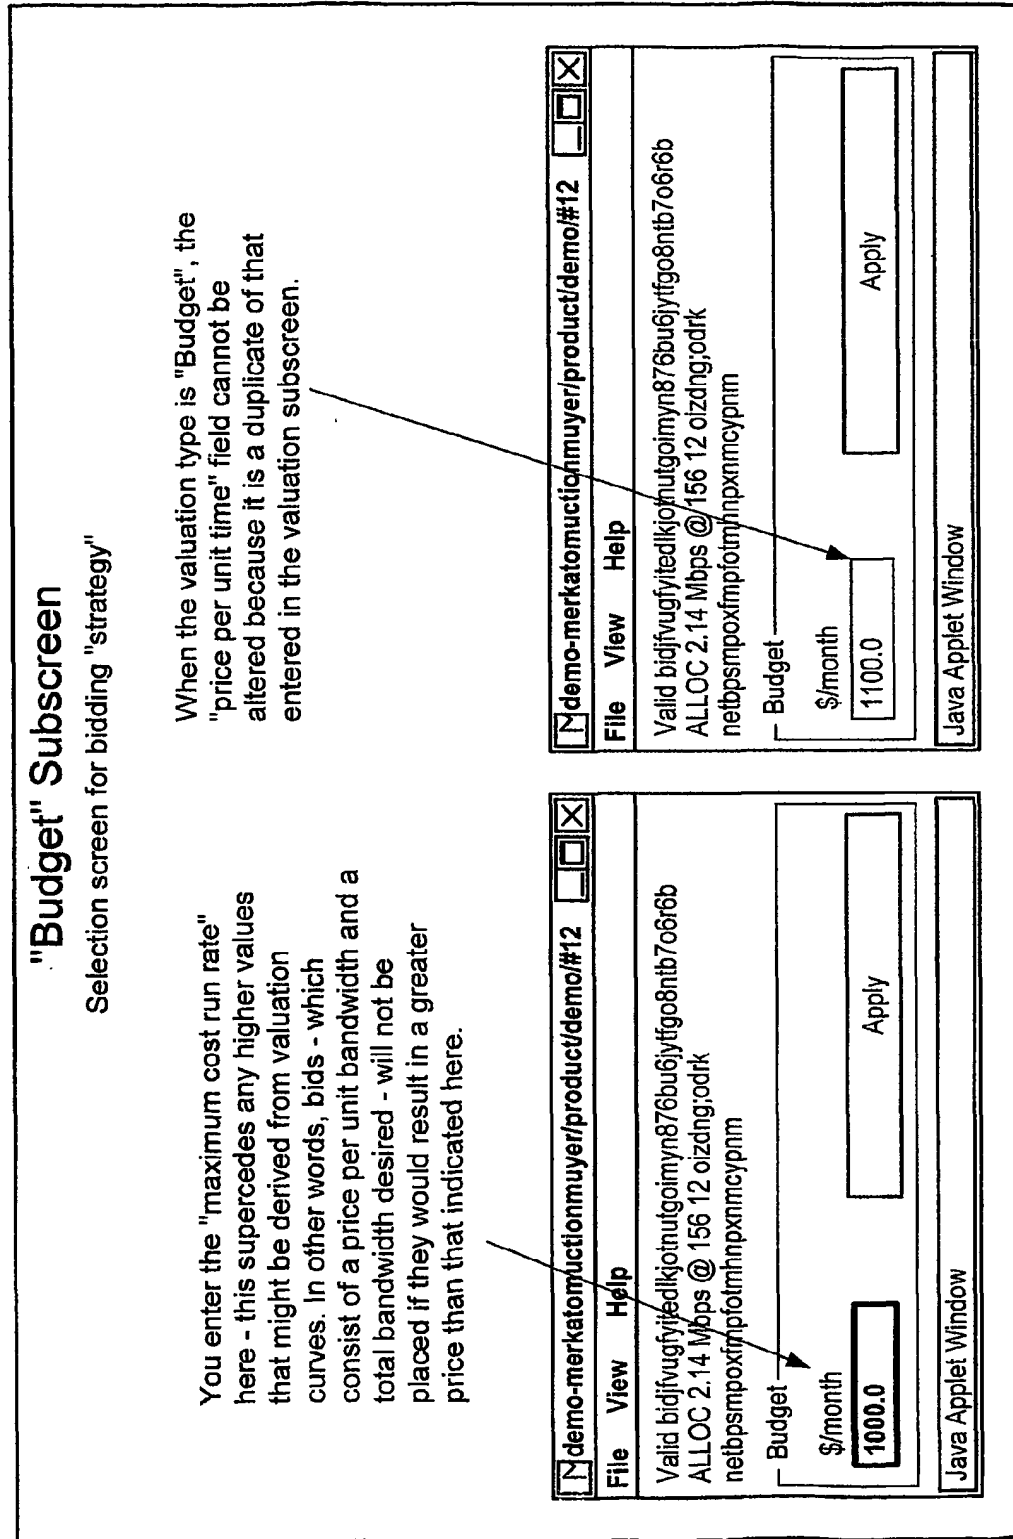 "Budget" Subscreen
Selection screen for bidding "strategy"
You enter the "maximum cost run rate"
here - this supercedes any higher values
that might be derived from valuation
curves. In other words, bids - which
consist of a price per unit bandwidth and a
total bandwidth desired - will not be
placed if they would result in a greater
price than that indicated here.
When the valuation type is "Budget", the
"price per unit time" field cannot be
altered because it is a duplicate of that
entered in the valuation subscreen.
demo-merkatomuctionmuyer/product/demo/#12
File View Help
Valid bidjfvugfyitedlkjotnutgoimyn876bu6jytfgo8ntb7o6r6b
ALLOC 2.14 Mbps @ 156 12 oizdng;odrk
netbpsmpoxfmpfotmhnpxnmcypnm
Budget
$/month
1000.0
Apply
Java Applet Window
demo-merkatomuctionmuyer/product/demo/#12
File View Help
Valid bidjfvugfyitedlkjotnutgoimyn876bu6jytfgo8ntb7o6r6b
ALLOC 2.14 Mbps @ 156 12 oizdng;odrk
netbpsmpoxfmpfotmhnpxnmcypnm
Budget
$/month
1100.0
Apply
Java Applet Window